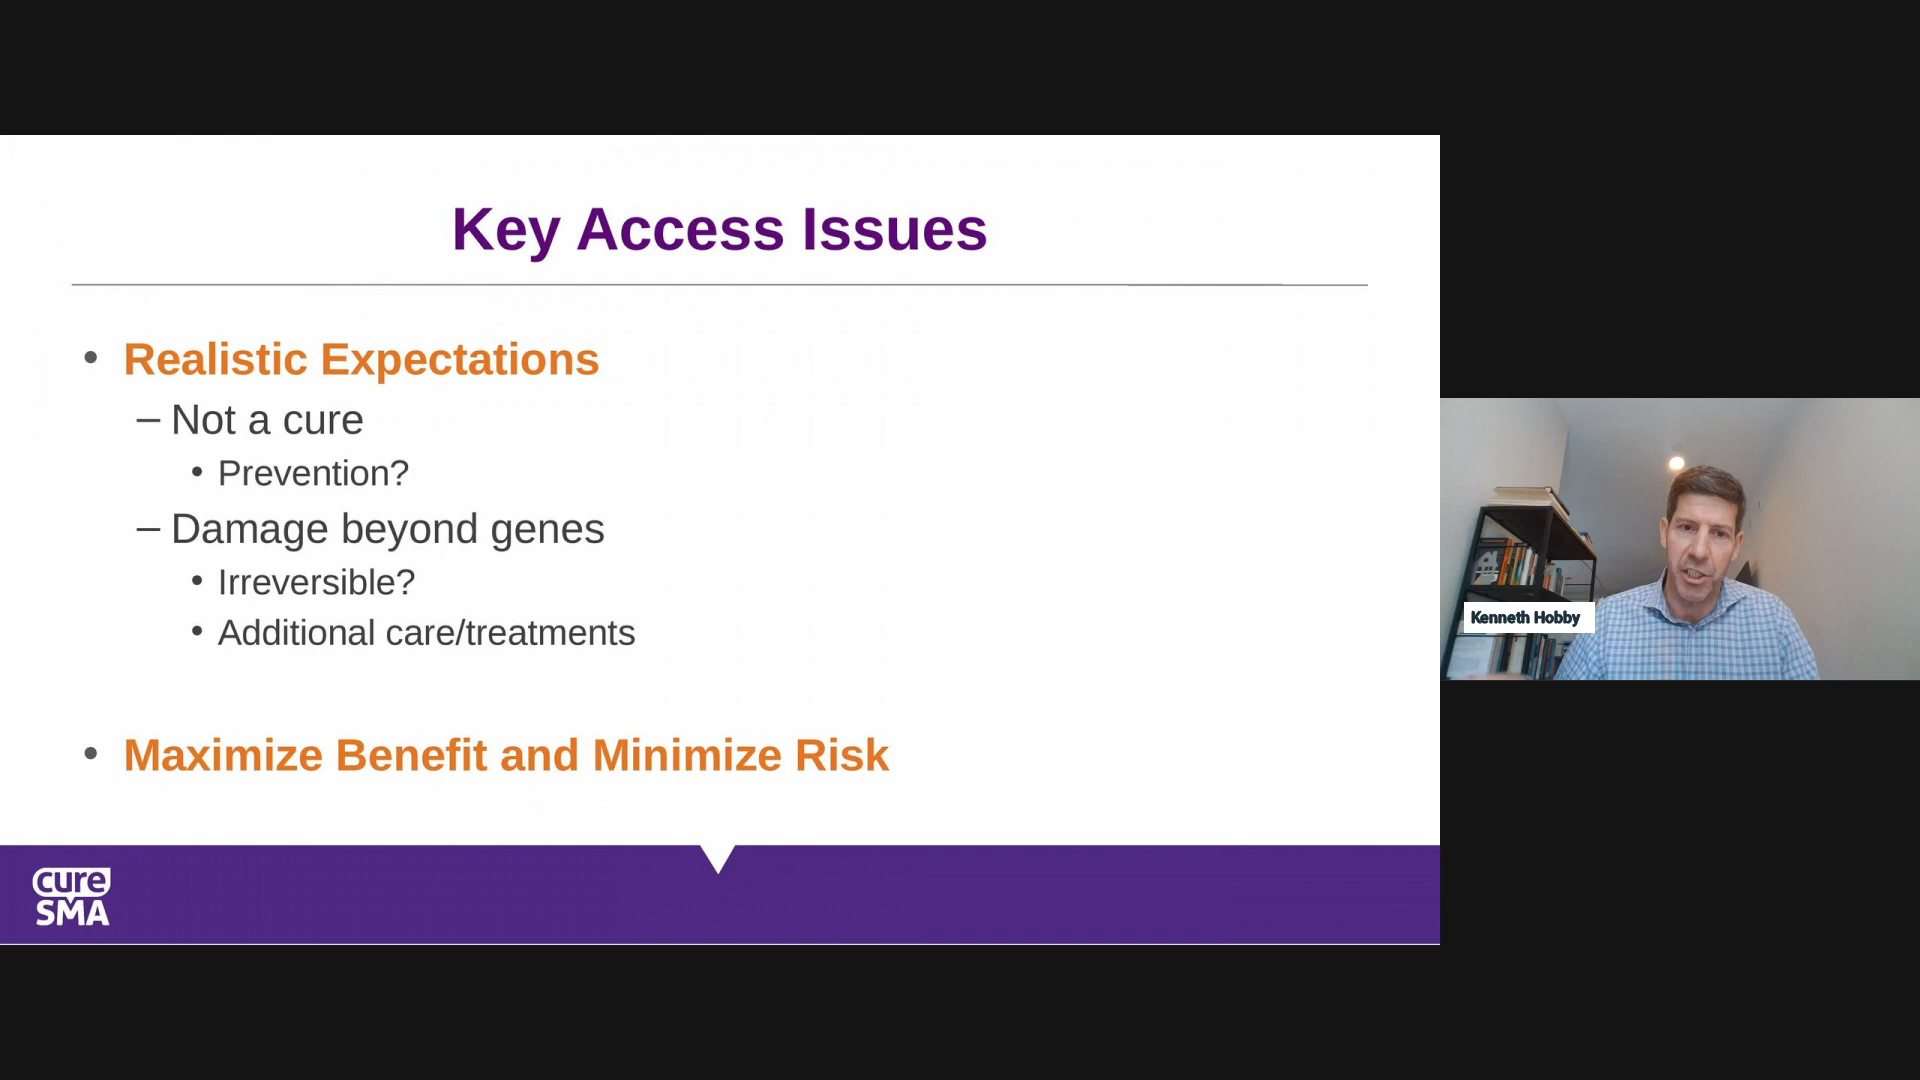 Key Access Issues
• Realistic Expectations
– Not a cure
• Prevention?
– Damage beyond genes
• Irreversible?
• Additional care/treatments
• Maximize Benefit and Minimize Risk
cure
SMA
Kenneth Hobby